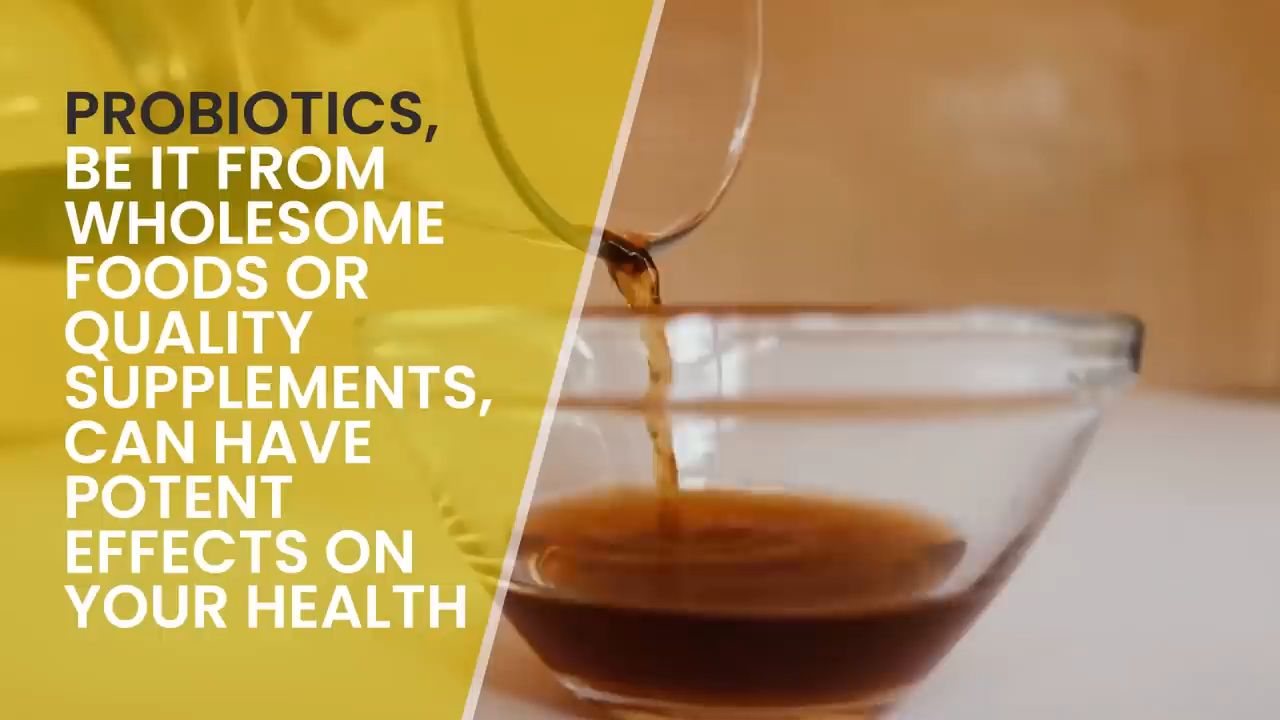 PROBIOTICS,
BE IT FROM
WHOLESOME
FOODS OR
QUALITY
SUPPLEMENTS,
CAN HAVE
POTENT
EFFECTS ON
YOUR HEALTH